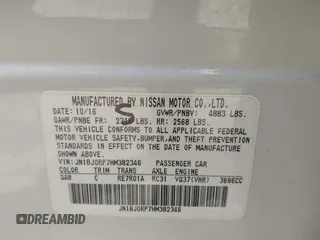 MANUFACTURED BY NISSAN MOTOR CO.,LTD.
DATE: 10/16 GVWR/PNBV: 4883 LBS.
GAWR/PNBE FR: LBS. RR: 2568 LBS.
THIS VEHICLE CONFORMS TO ALL APPLICABLE FEDERAL
MOTOR VEHICLE SAFETY, BUMPER, AND THEFT PREVENTION
STANDARDS IN EFFECT ON THE DATE OF MANUFACTURE
SHOWN ABOVE.
VIN: JN1BJ0RP7HM382346 PASSENGER CAR
COLOR TRIM TRANS AXLE ENGINE
QAB C RE7R01A RC31 VQ37(VHR) 3696CC
JN1BJ0RP7HM382346
S
DREAMBID